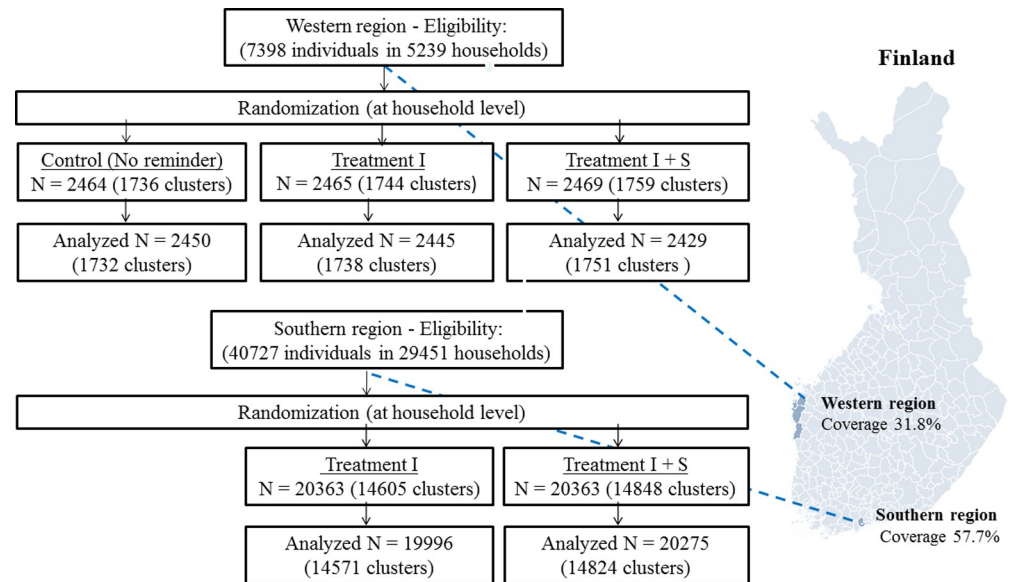 Western region - Eligibility:
(7398 individuals in 5239 households)
Finland
Randomization (at household level)
Control (No reminder)
N = 2464 (1736 clusters)
Treatment I
N = 2465 (1744 clusters)
Treatment I + S
N = 2469 (1759 clusters)
Analyzed N = 2450
(1732 clusters)
Analyzed N = 2445
(1738 clusters)
Analyzed N = 2429
(1751 clusters )
Southern region - Eligibility:
(40727 individuals in 29451 households)
Randomization (at household level)
Western region
Coverage 31.8%
Treatment I
N = 20363 (14605 clusters)
Treatment I + S
N = 20363 (14848 clusters)
Analyzed N = 19996
(14571 clusters)
Analyzed N = 20275
(14824 clusters)
Southern region
Coverage 57.7%